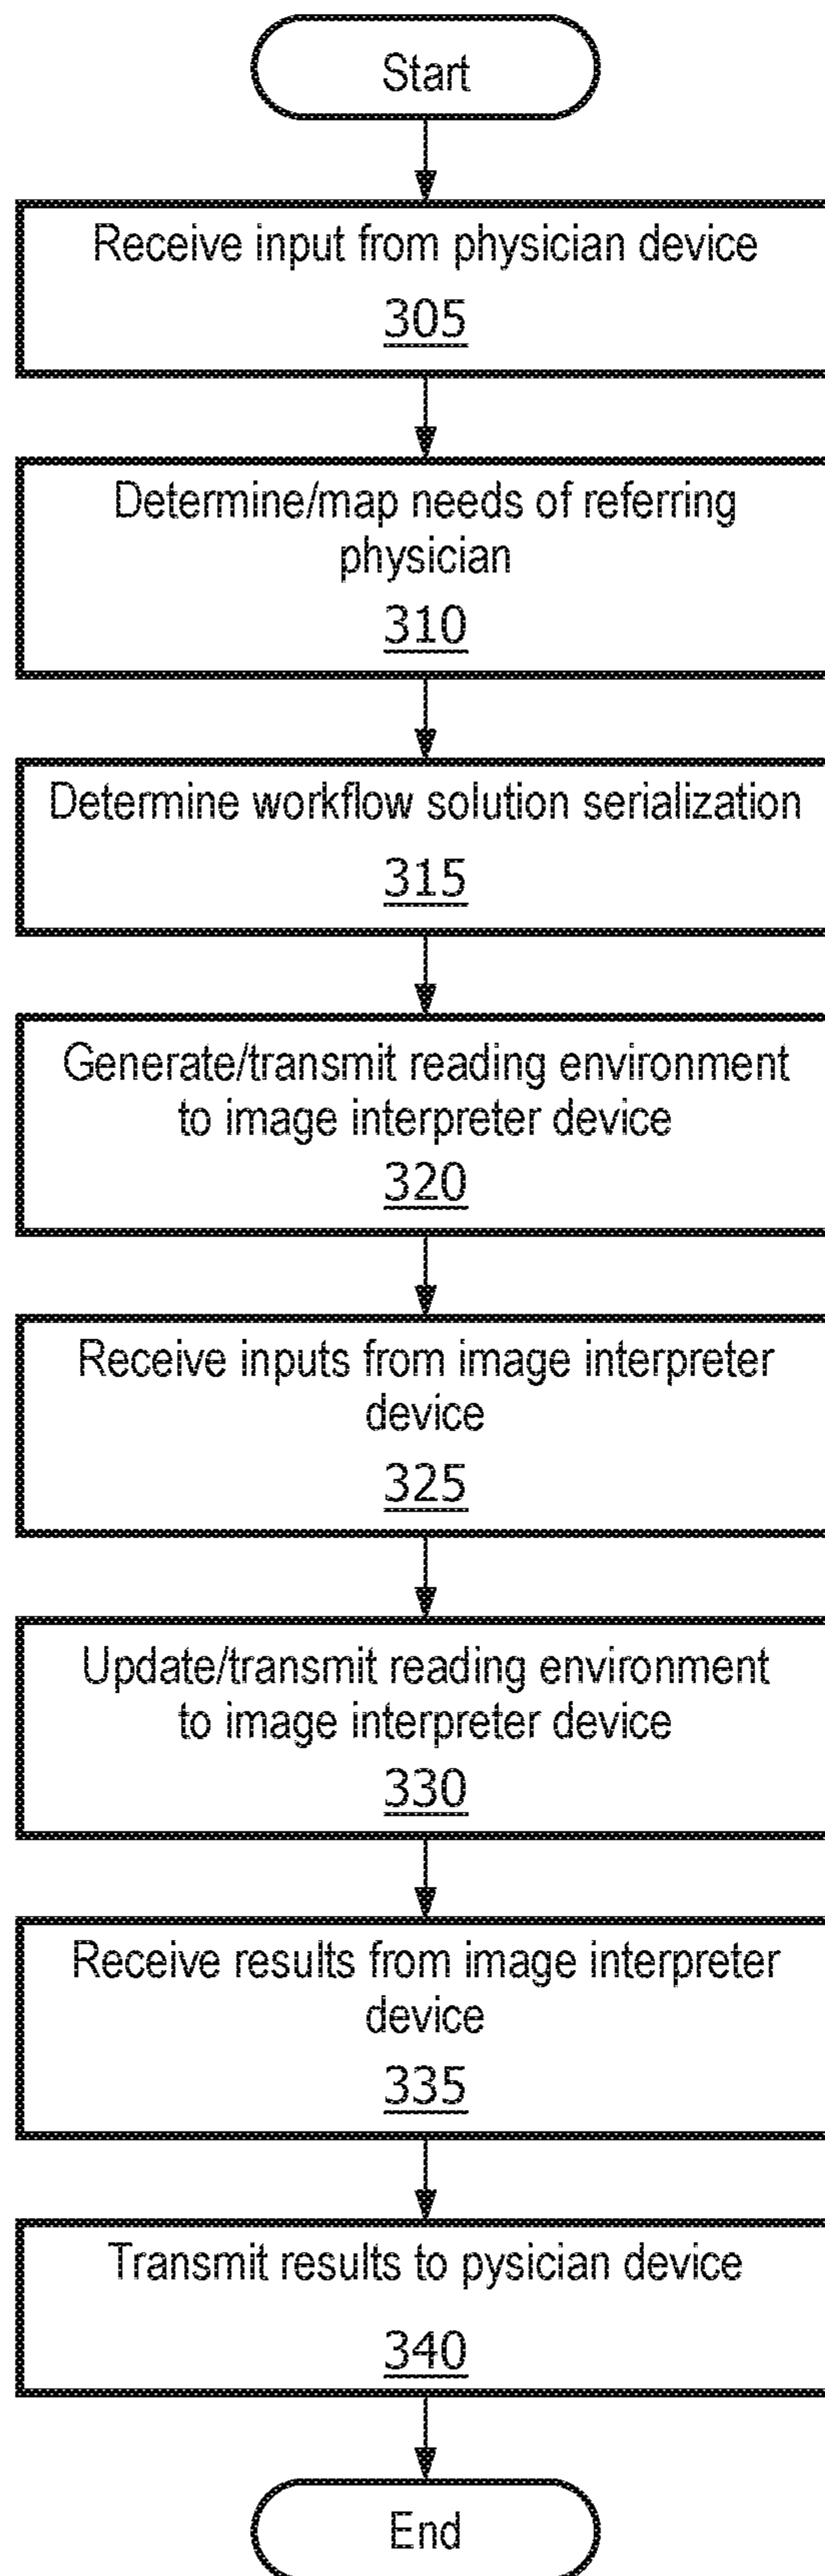 Start
Receive input from physician device
305
Determine/map needs of referring
physician
310
Determine workflow solution serialization
315
Generate/transmit reading environment
to image interpreter device
320
Receive inputs from image interpreter
device
325
Update/transmit reading environment
to image interpreter device
330
Receive results from image interpreter
device
335
Transmit results to pysician device
340
End